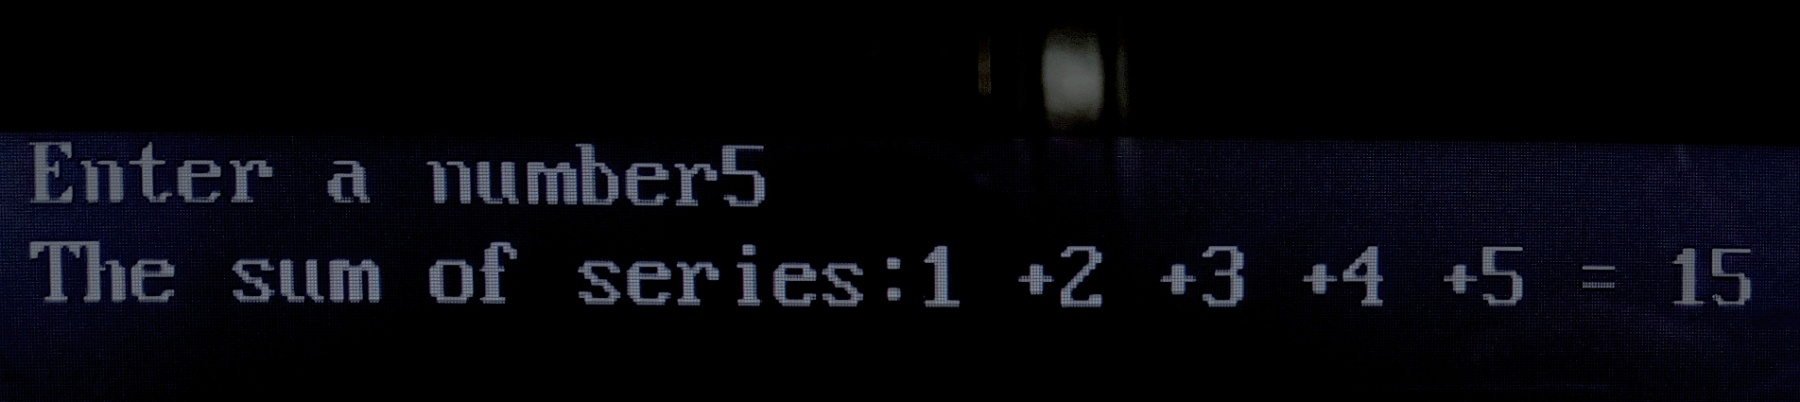 Enter a number5
The sum of series:1 +2 +3 +4 +5 = 15